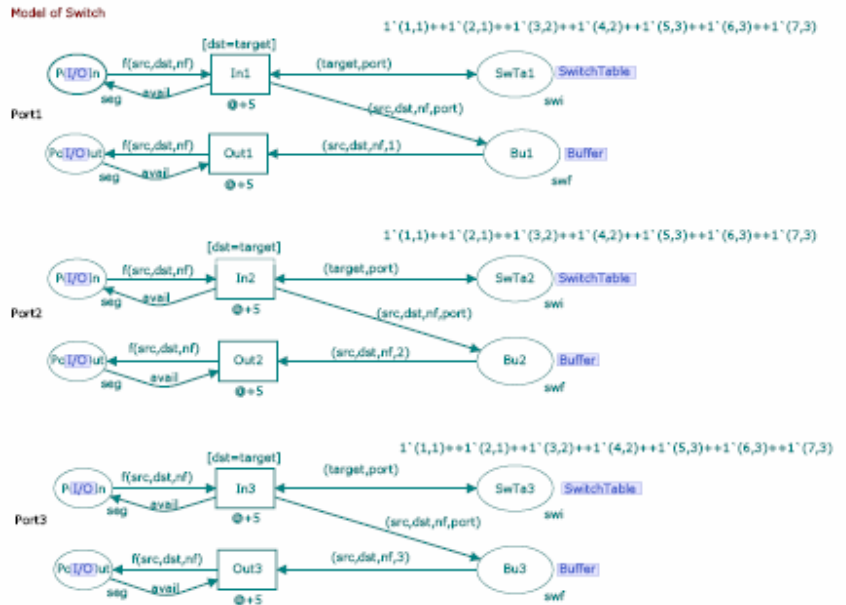 Model of Switch
1`(1,1)++1`(2,1)++1`(3,2)++1`(4,2)++1`(5,3)++1`(6,3)++1`(7,3)
[dst=target]
f(src,dst,nf)
(target,port)
P(I/O)In
In1
SwTa1
SwitchTable
seg
avail
@+5
swi
Port1
(src,dst,nf,port)
f(src,dst,nf)
(src,dst,nf,1)
Po(I/O)ut
Out1
Bu1
Buffer
seg
avail
@+5
swf
1`(1,1)++1`(2,1)++1`(3,2)++1`(4,2)++1`(5,3)++1`(6,3)++1`(7,3)
[dst=target]
f(src,dst,nf)
(target,port)
P(I/O)In
In2
SwTa2
SwitchTable
seg
avail
@+5
swi
Port2
(src,dst,nf,port)
f(src,dst,nf)
(src,dst,nf,2)
Po(I/O)ut
Out2
Bu2
Buffer
seg
avail
@+5
swf
1`(1,1)++1`(2,1)++1`(3,2)++1`(4,2)++1`(5,3)++1`(6,3)++1`(7,3)
[dst=target]
f(src,dst,nf)
(target,port)
P(I/O)In
In3
SwTa3
SwitchTable
seg
avail
@+5
swi
Port3
(src,dst,nf,port)
f(src,dst,nf)
(src,dst,nf,3)
Po(I/O)ut
Out3
Bu3
Buffer
seg
avail
@+5
swf